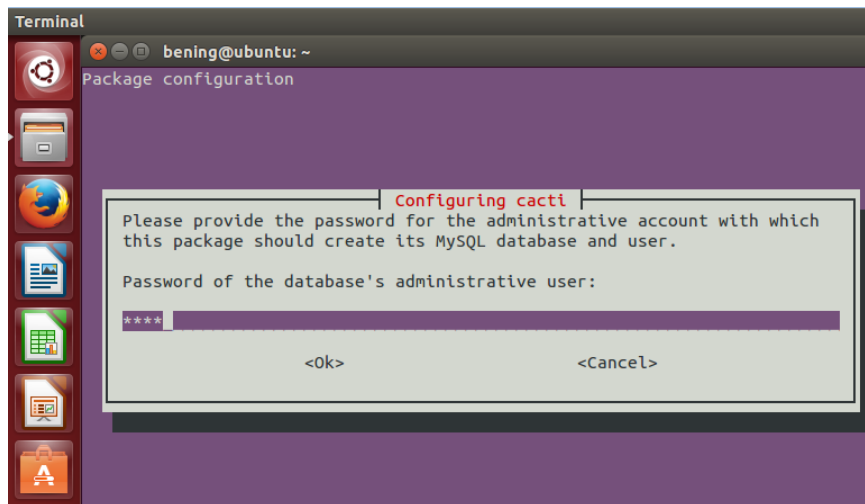 Terminal
bening@ubuntu: ~
Package configuration
Configuring cacti
Please provide the password for the administrative account with which
this package should create its MySQL database and user.
Password of the database's administrative user:
****_
<Ok> <Cancel>